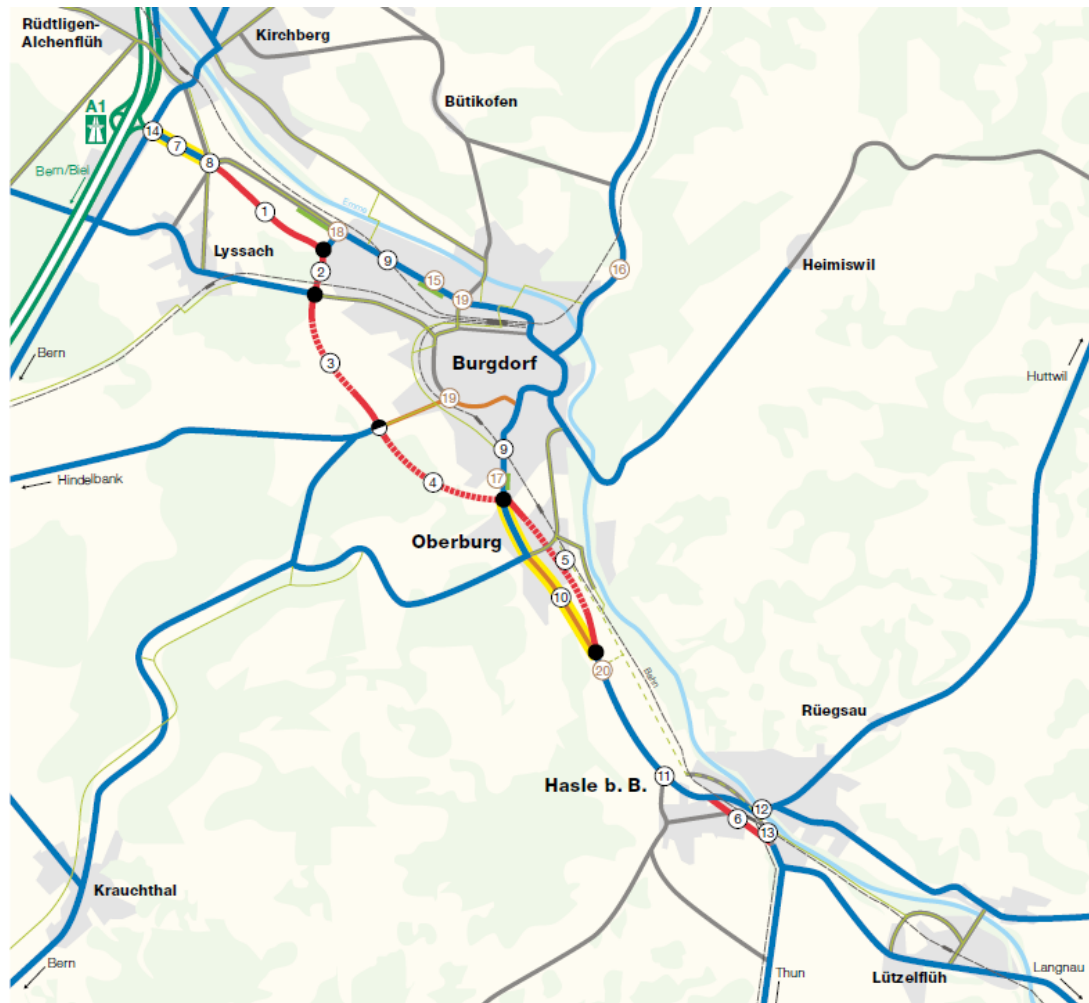 Rüdtligen-
Alchenflüh
Kirchberg
A1
Bütikofen
14
7
8
Bern/Biel
Emme
1
18
Lyssach
9
2
15
16
Heimiswil
19
Bern
3
Burgdorf
Huttwil
19
9
Hindelbank
17
4
Oberburg
5
10
20
Bahn
Rüegsau
Hasle b. B.
11
12
6
13
Krauchthal
Bern
Thun
Lützelflüh
Langnau